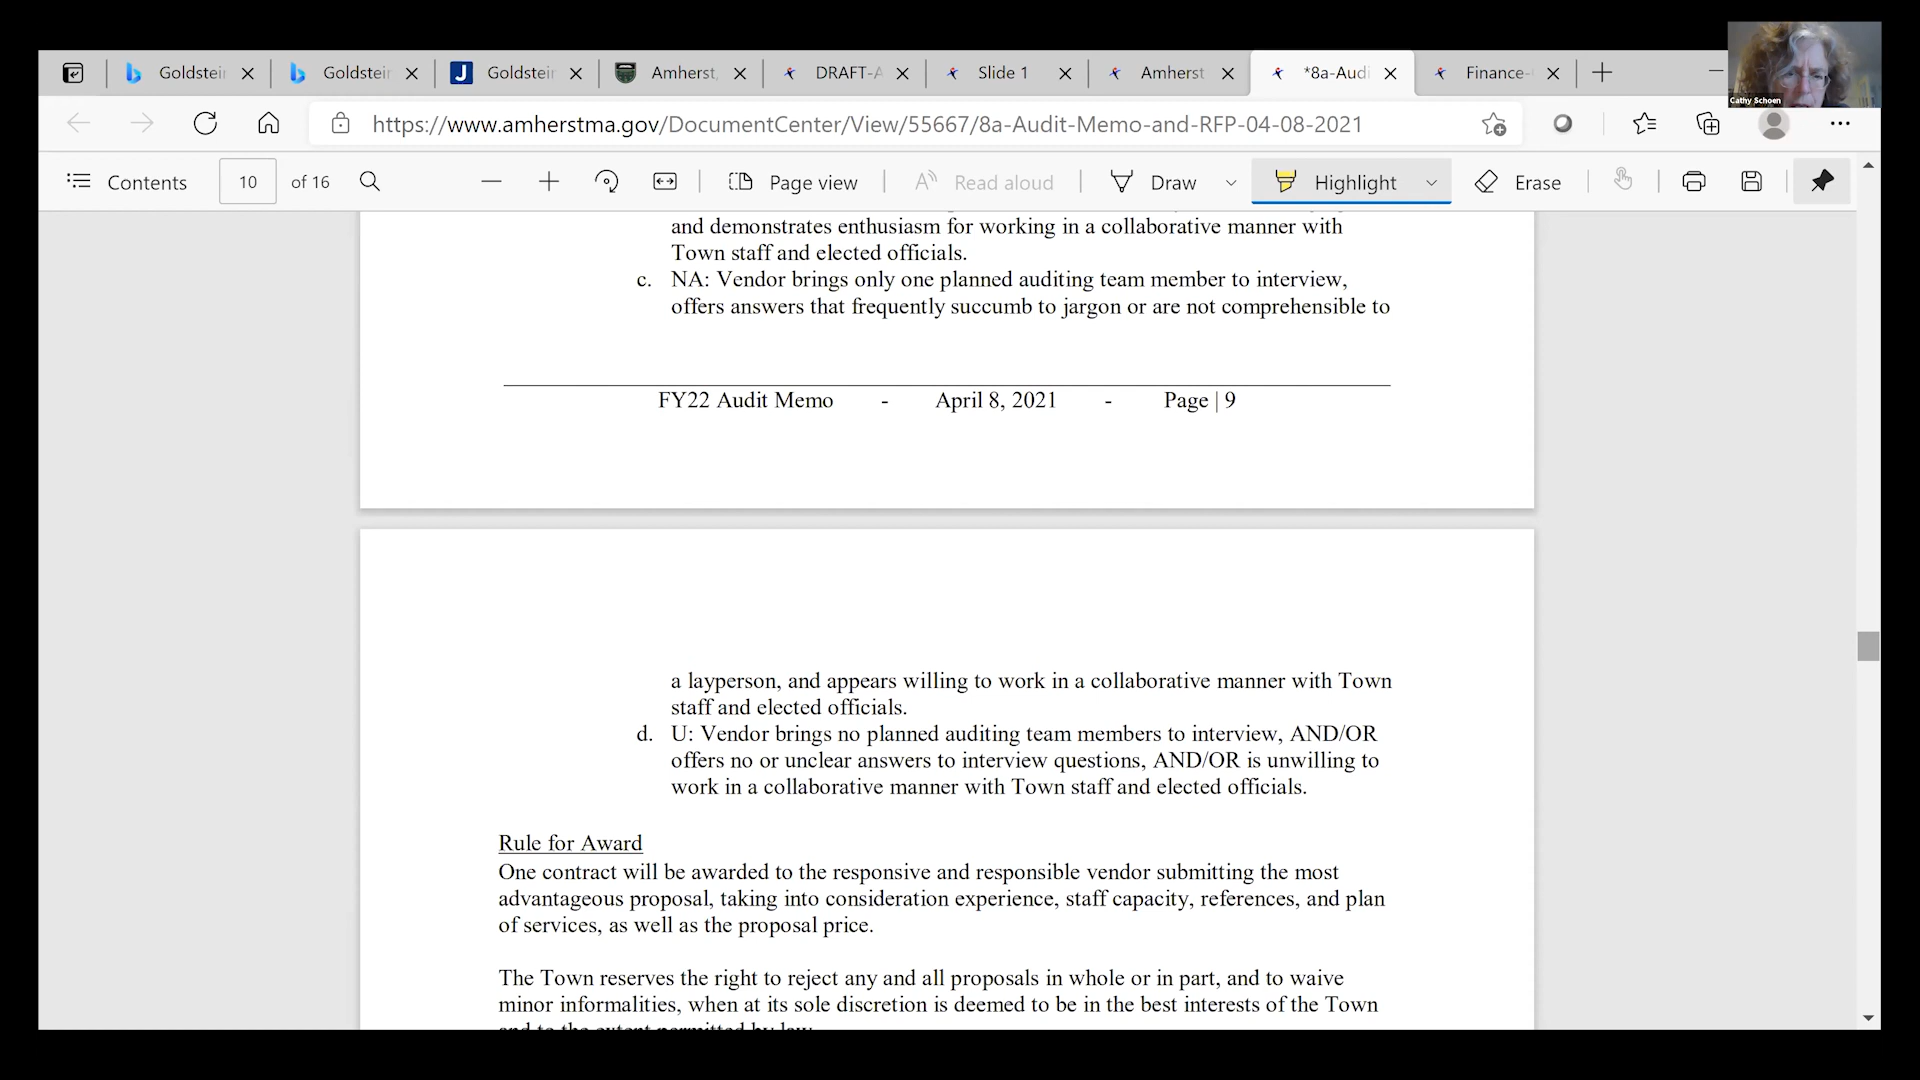 Goldstein
Goldstein
Goldstein
Amherst,
DRAFT-A
Slide 1
Amherst
*8a-Audi
Finance-
Cathy Schoen
https://www.amherstma.gov/DocumentCenter/View/55667/8a-Audit-Memo-and-RFP-04-08-2021
Contents
10
of 16
Page view
Read aloud
Draw
Highlight
Erase
and demonstrates enthusiasm for working in a collaborative manner with
Town staff and elected officials.
c. NA: Vendor brings only one planned auditing team member to interview,
offers answers that frequently succumb to jargon or are not comprehensible to
FY22 Audit Memo - April 8, 2021 - Page | 9
a layperson, and appears willing to work in a collaborative manner with Town
staff and elected officials.
d. U: Vendor brings no planned auditing team members to interview, AND/OR
offers no or unclear answers to interview questions, AND/OR is unwilling to
work in a collaborative manner with Town staff and elected officials.
Rule for Award
One contract will be awarded to the responsive and responsible vendor submitting the most
advantageous proposal, taking into consideration experience, staff capacity, references, and plan
of services, as well as the proposal price.
The Town reserves the right to reject any and all proposals in whole or in part, and to waive
minor informalities, when at its sole discretion is deemed to be in the best interests of the Town
and to the extent permitted by law.